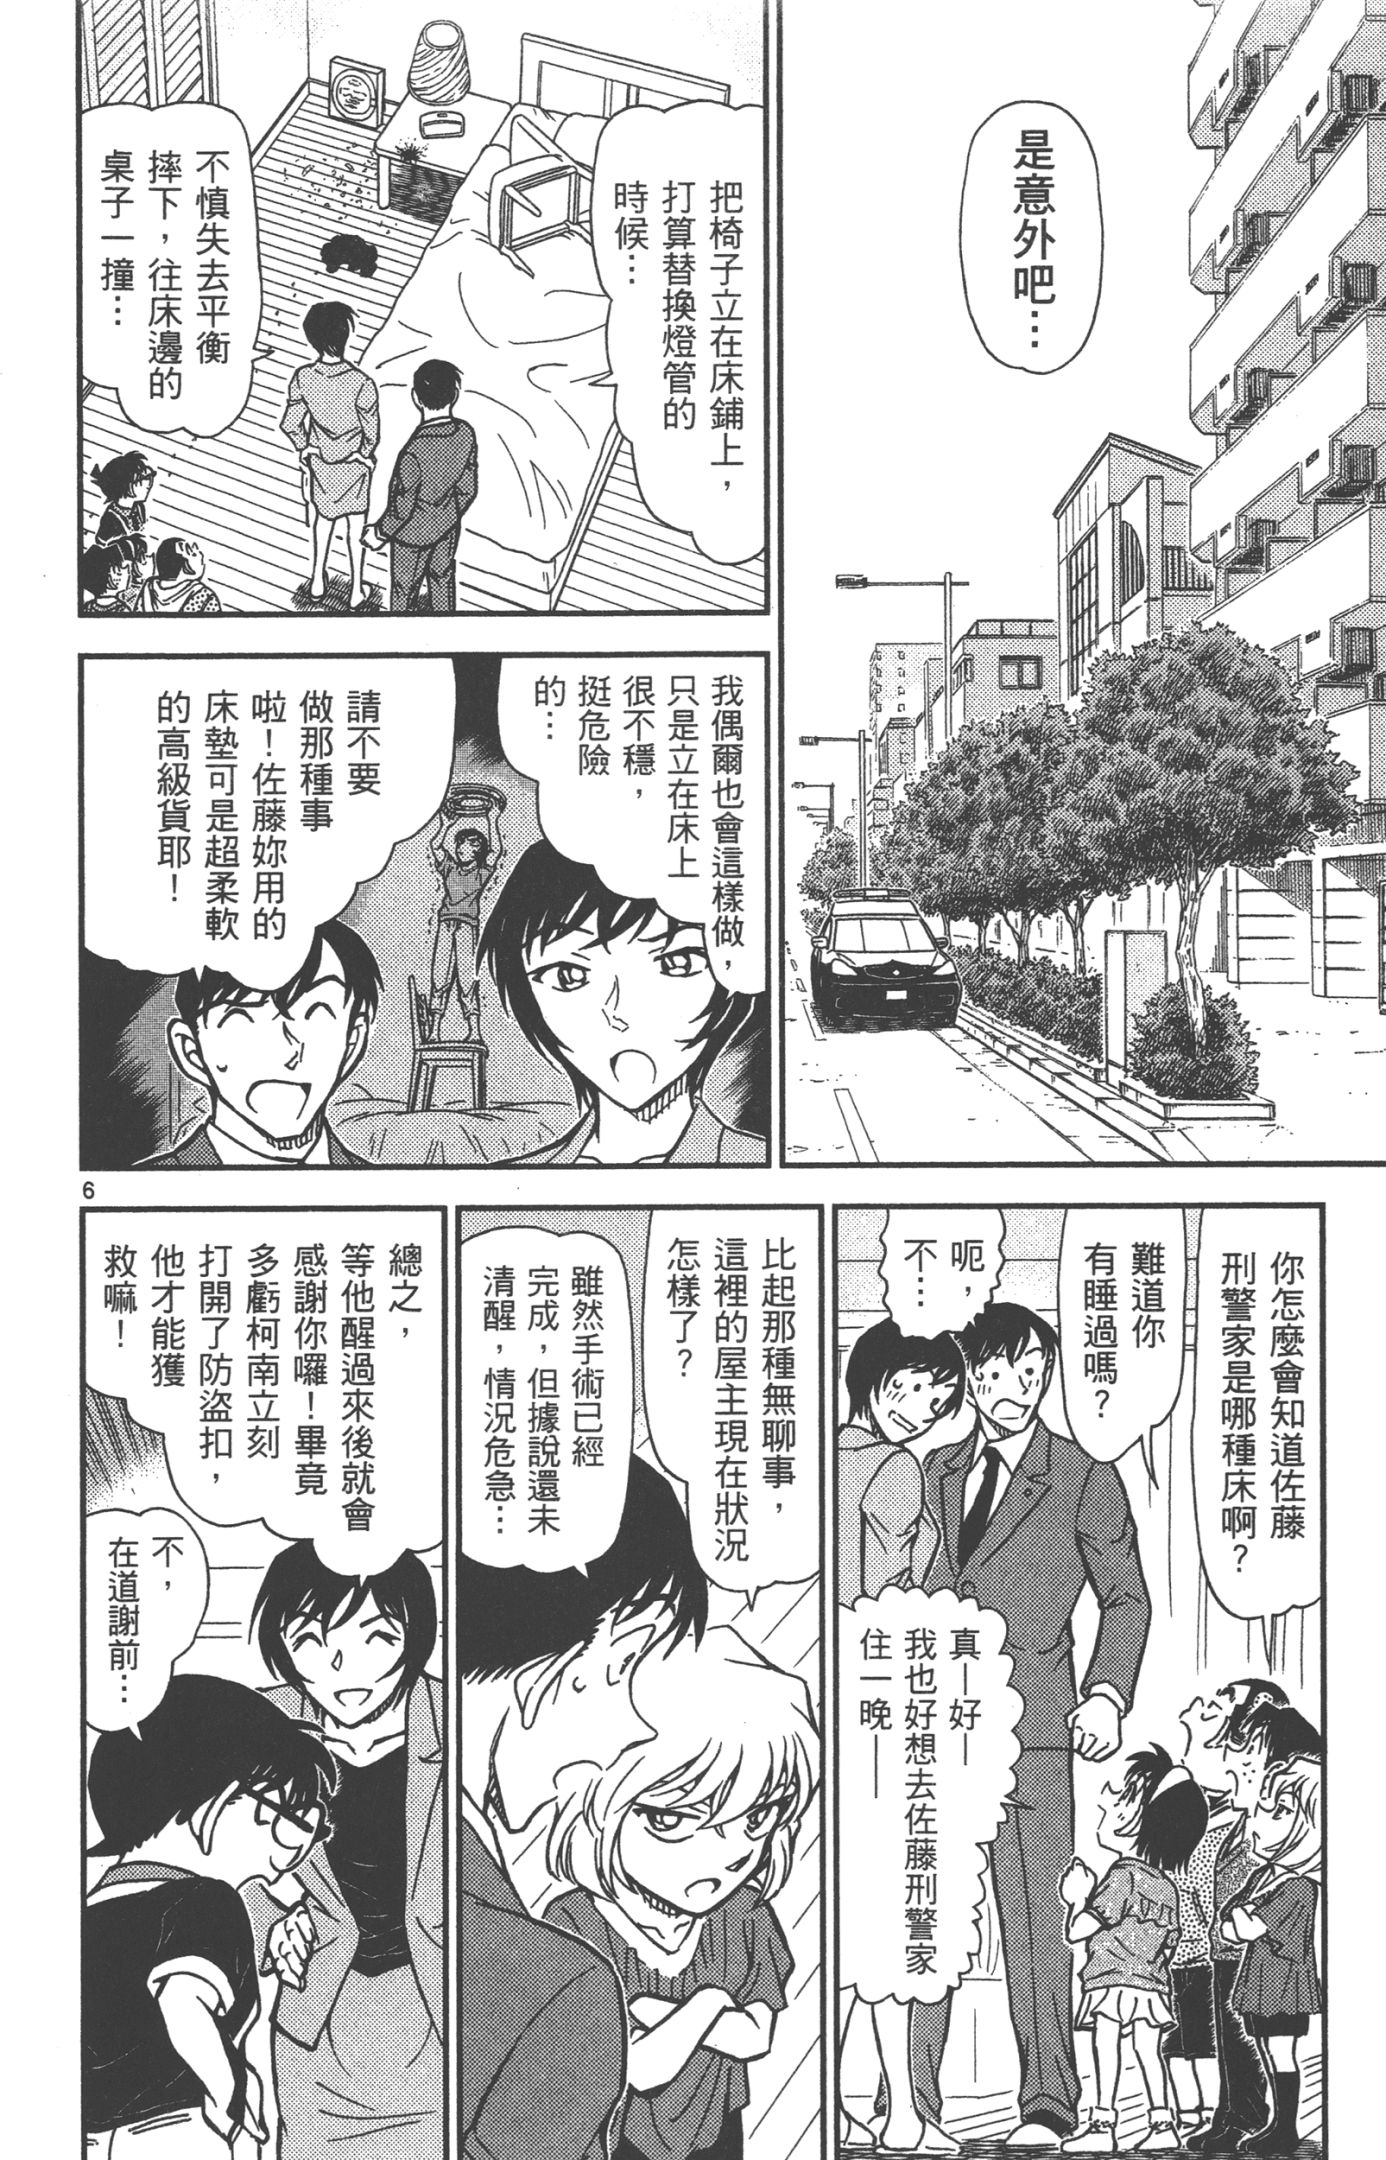 是意外吧…
把椅子立在床鋪上，
打算替換燈管的
時候…
不慎失去平衡
摔下，往床邊的
桌子一撞…
我偶爾也會這樣做，
只是立在床上
很不穩，
挺危險
的…
請不要
做那種事
啦！佐藤妳用的
床墊可是超柔軟
的高級貨耶！
6
你怎麼會知道佐藤
刑警家是哪種床啊？
難道你
有睡過嗎？
呃，
不…
真－好－
我也好想去佐藤刑警家
住一晚－
比起那種無聊事，
這裡的屋主現在狀況
怎樣了？
雖然手術已經
完成，但據說還未
清醒，情況危急…
總之，
等他醒過來後就會
感謝你囉！畢竟
多虧柯南立刻
打開了防盜扣，
他才能獲
救嘛！
不，
在道謝前…